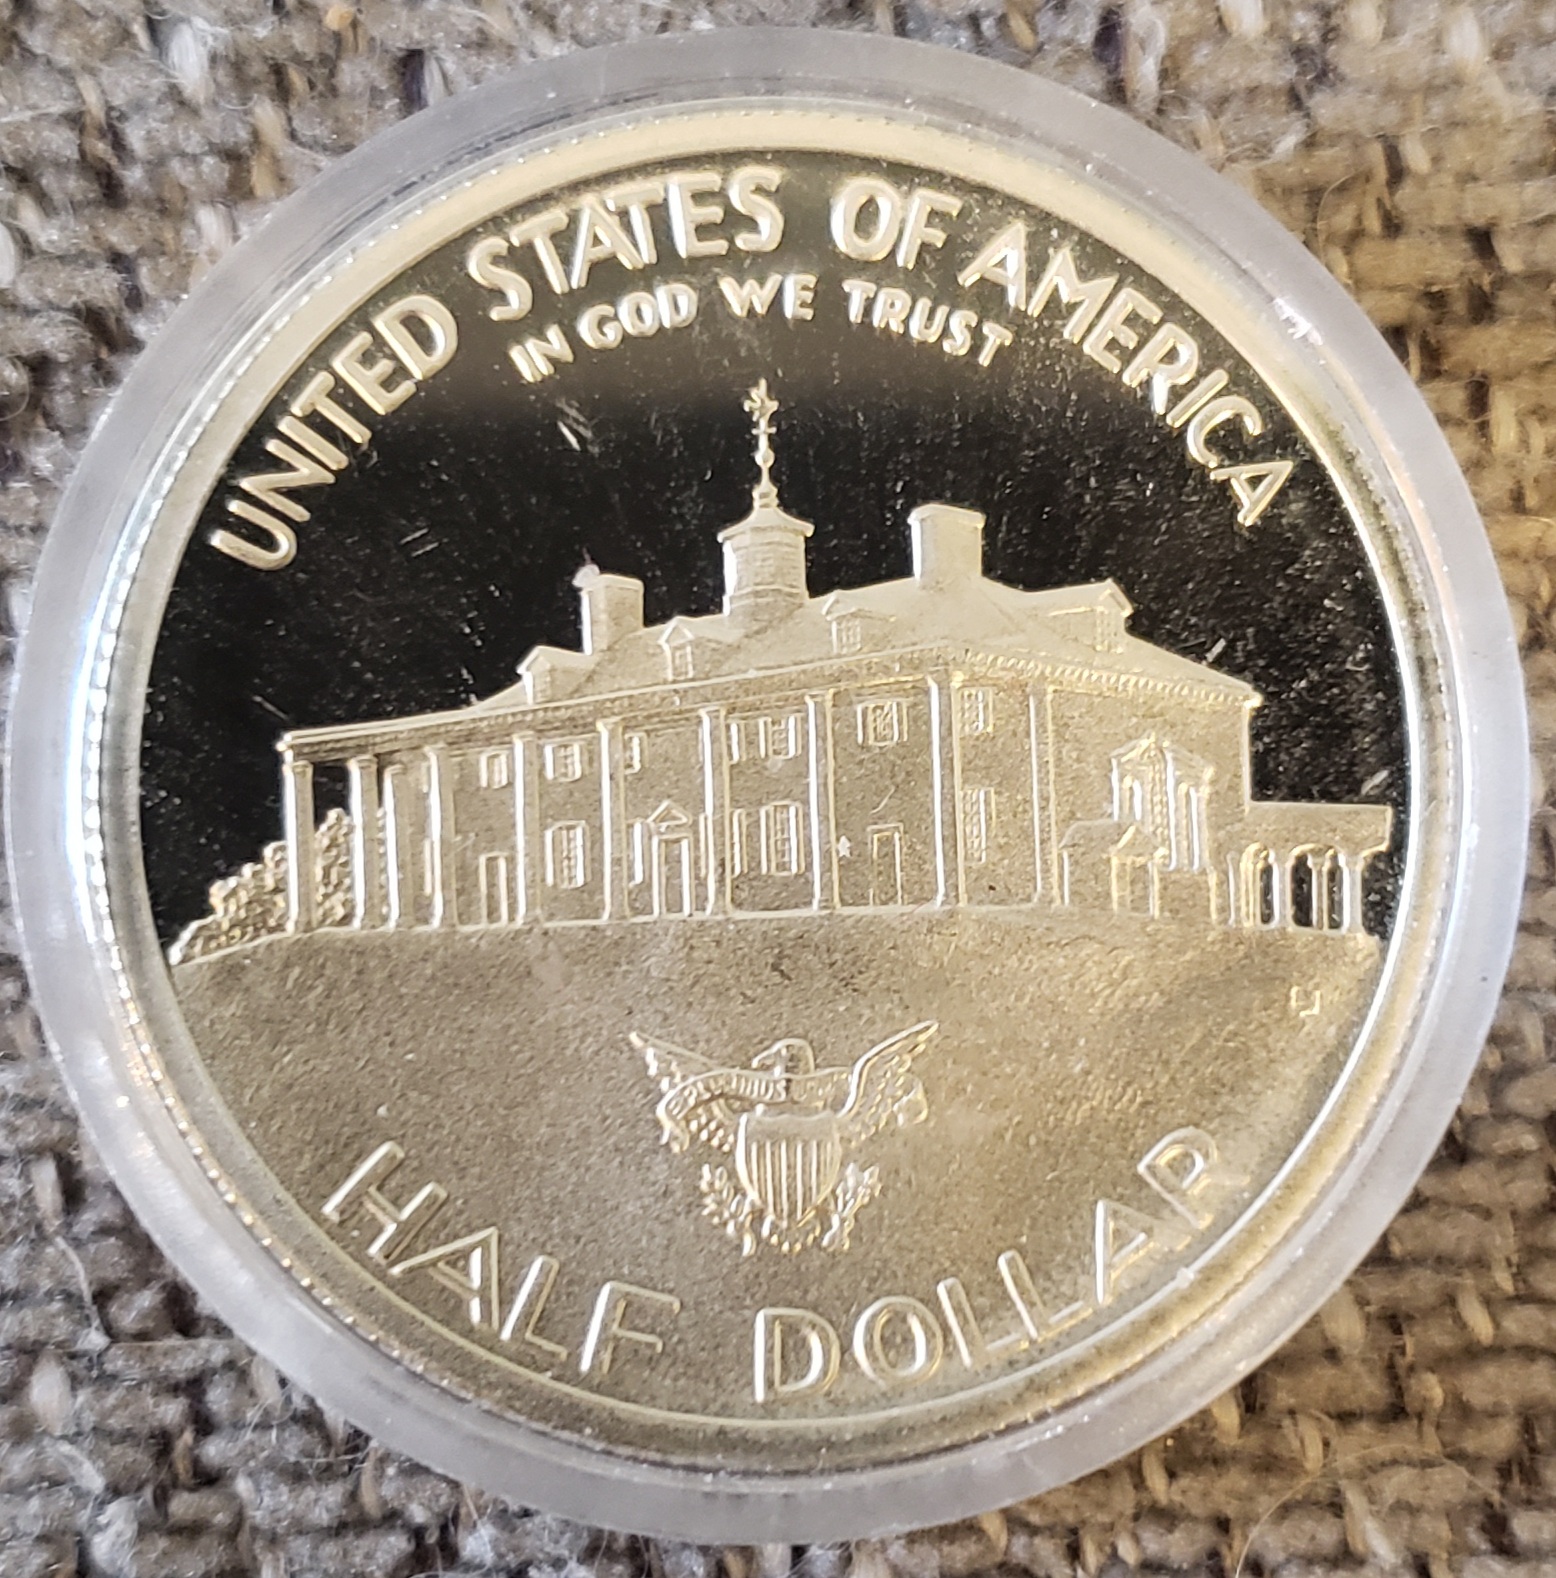 UNITED STATES OF AMERICA
IN GOD WE TRUST
HALF DOLLAR